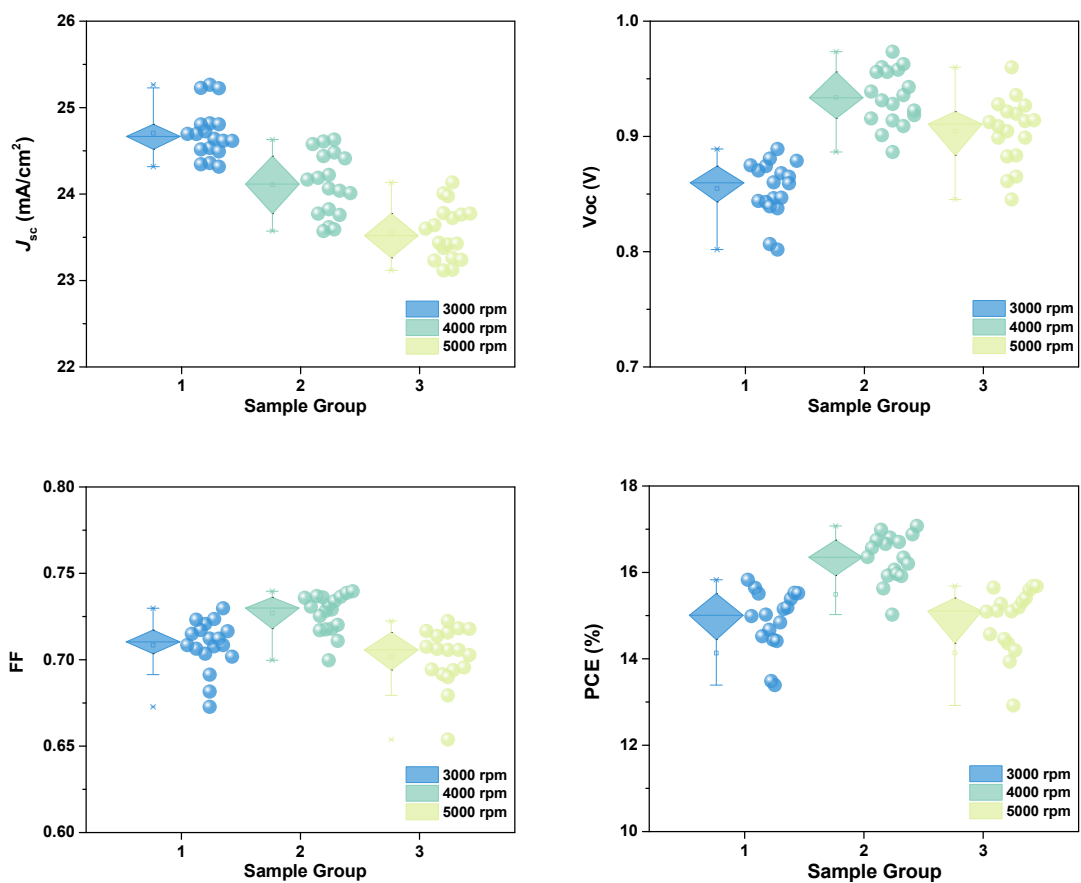 26
25
24
23
22
J_sc (mA/cm²)
1 2 3
Sample Group
3000 rpm
4000 rpm
5000 rpm
1.0
0.9
0.8
0.7
Voc (V)
1 2 3
Sample Group
3000 rpm
4000 rpm
5000 rpm
0.80
0.75
0.70
0.65
0.60
FF
1 2 3
Sample Group
3000 rpm
4000 rpm
5000 rpm
18
16
14
12
10
PCE (%)
1 2 3
Sample Group
3000 rpm
4000 rpm
5000 rpm